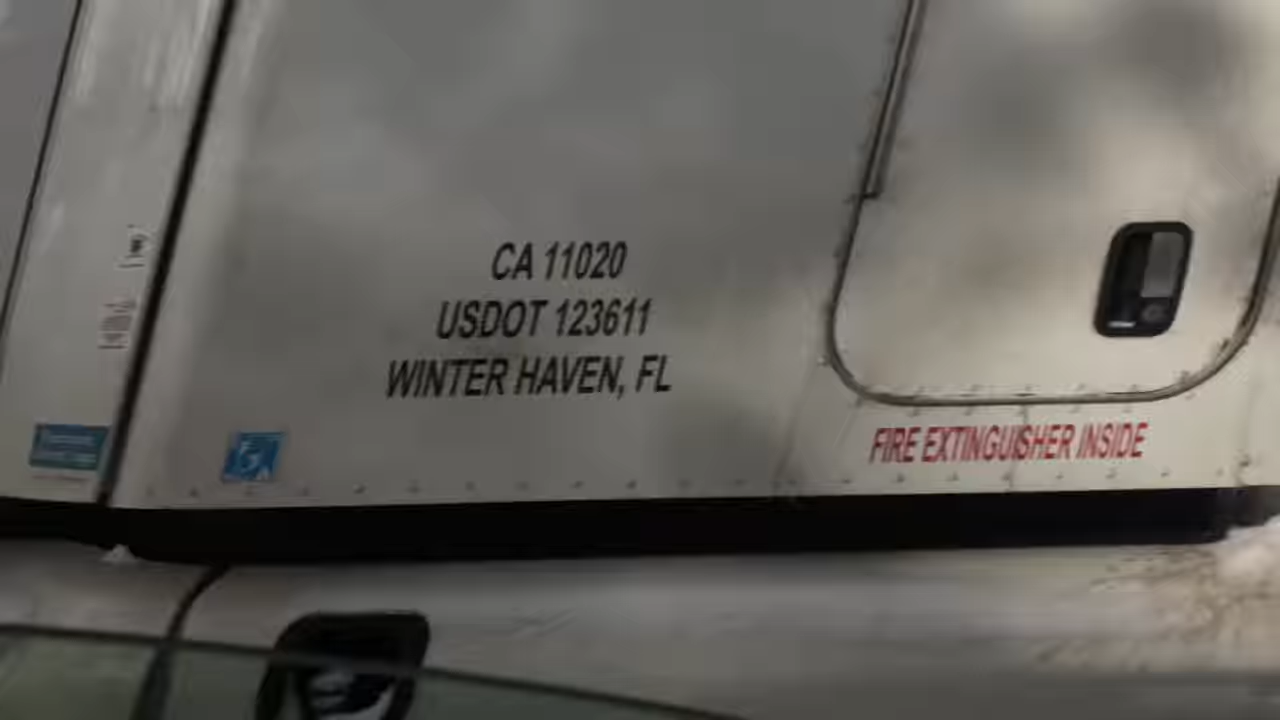 CA 11020
USDOT 123611
WINTER HAVEN, FL
FIRE EXTINGUISHER INSIDE